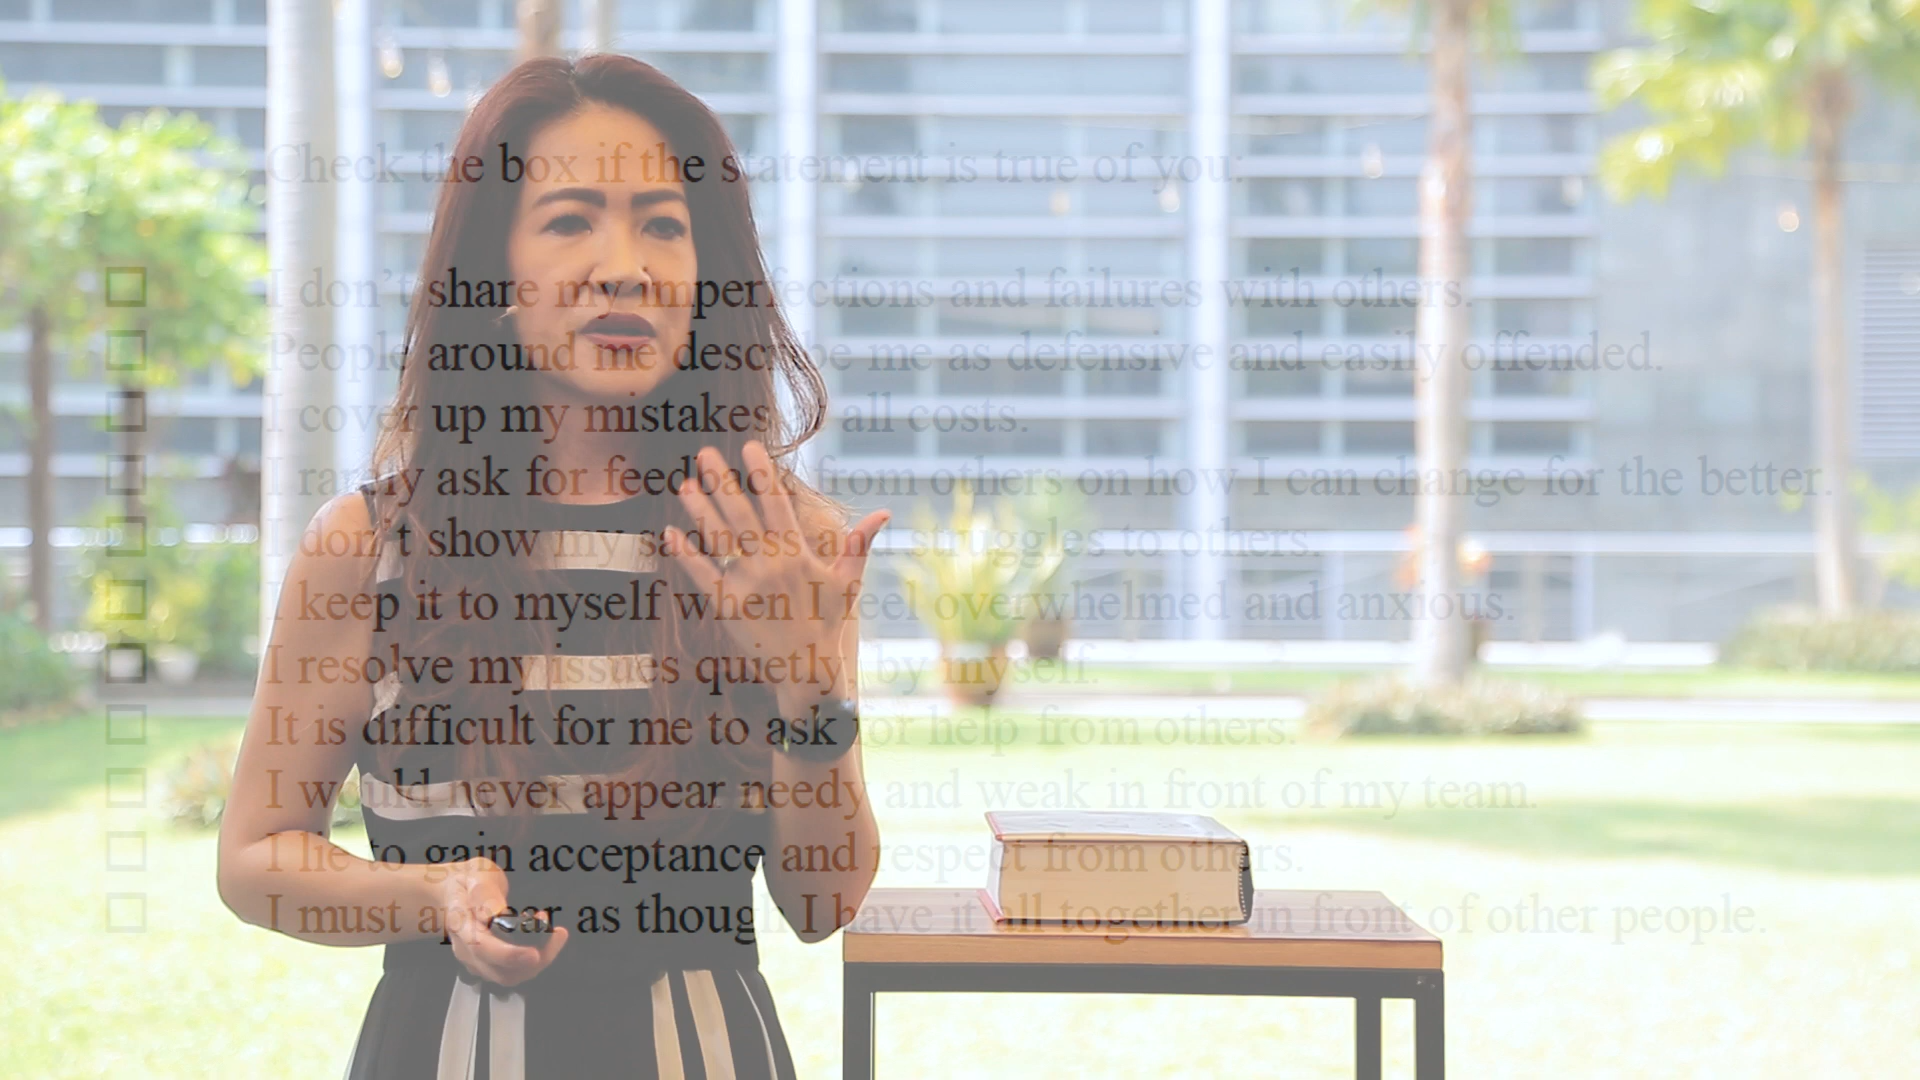 Check the box if the statement is true of you.
I don't share my imperfections and failures with others.
People around me describe me as defensive and easily offended.
I cover up my mistakes at all costs.
I rarely ask for feedback from others on how I can change for the better.
I don't show my sadness and struggles to others.
I keep it to myself when I feel overwhelmed and anxious.
I resolve my issues quietly, by myself.
It is difficult for me to ask for help from others.
I would never appear needy and weak in front of my team.
I lie to gain acceptance and respect from others.
I must appear as though I have it all together in front of other people.